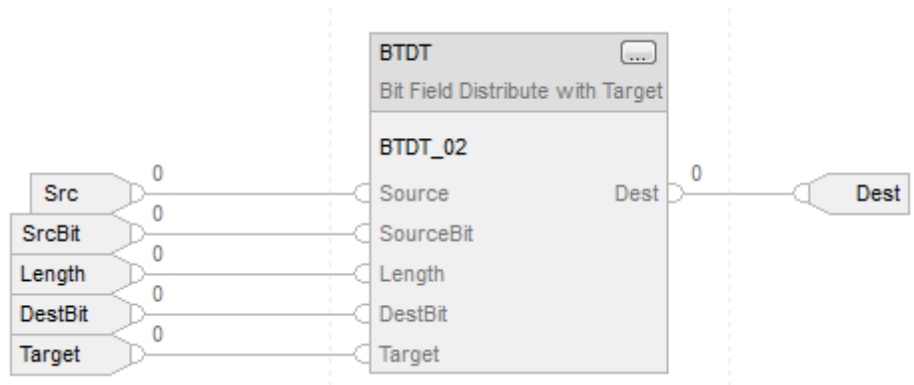 BTDT ...
Bit Field Distribute with Target
BTDT_02
0 0
Src Source Dest Dest
0
SrcBit SourceBit
0
Length Length
0
DestBit DestBit
0
Target Target